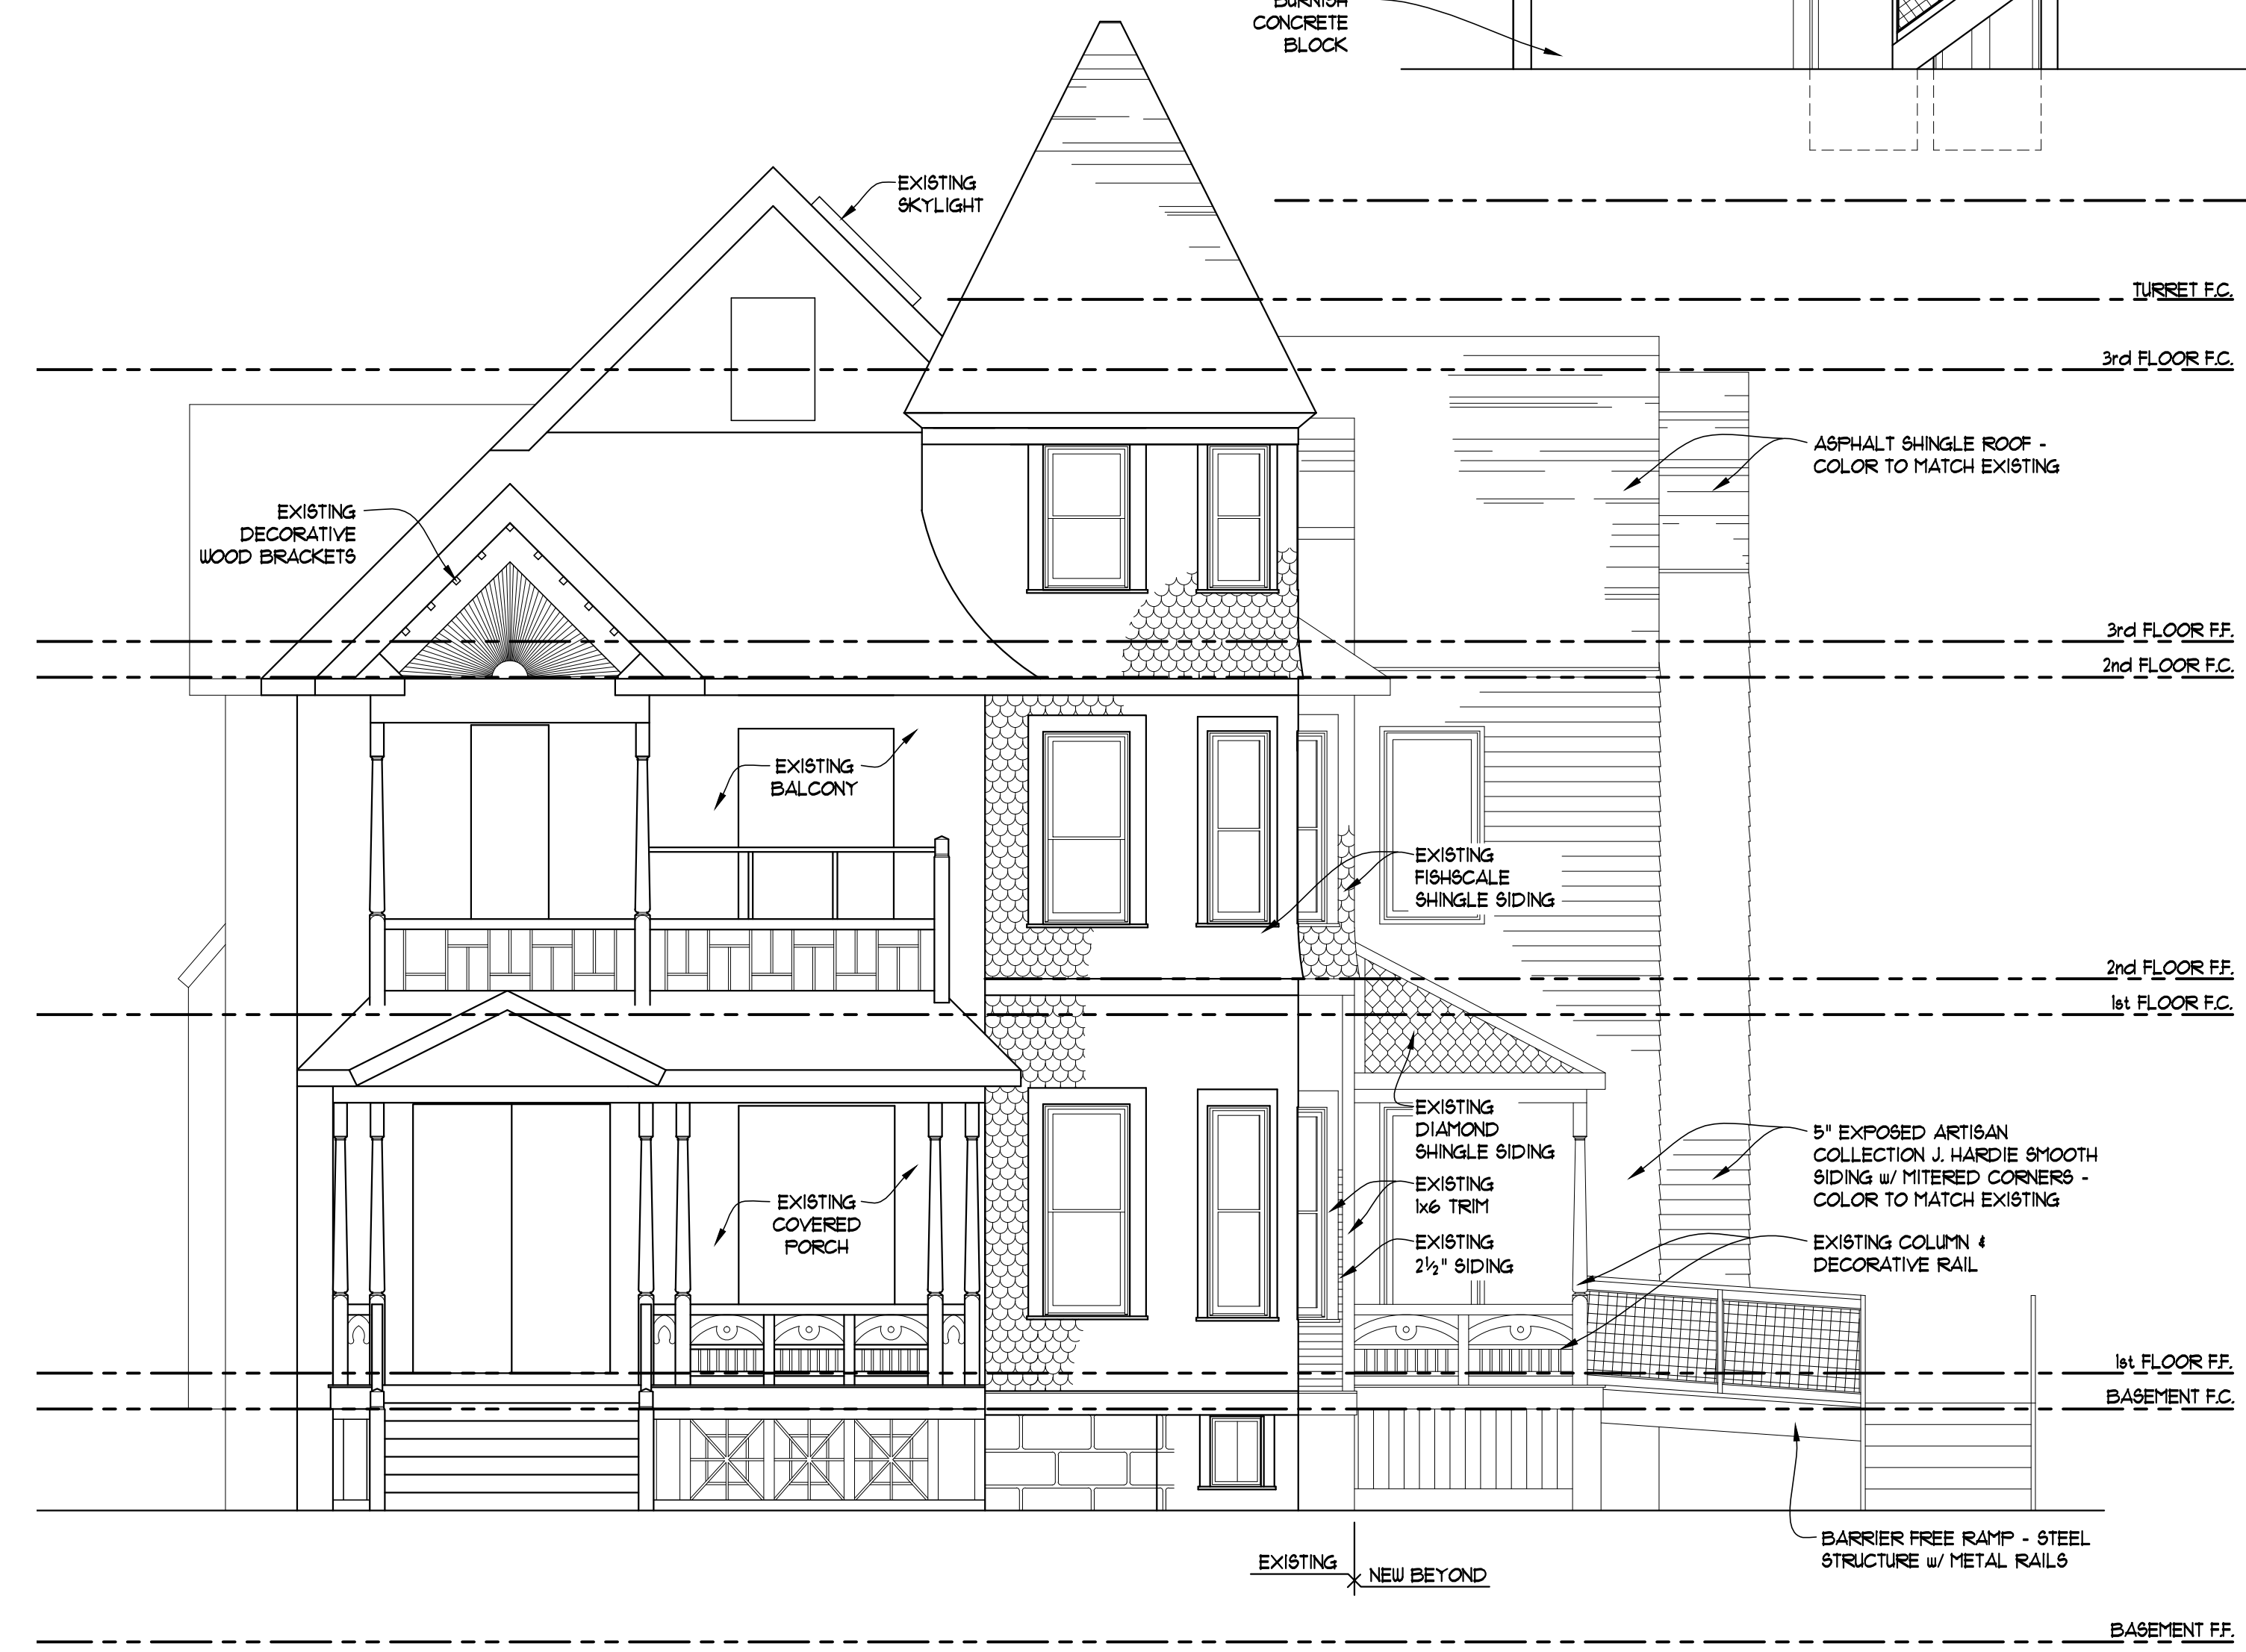 BURNISH
CONCRETE
BLOCK
EXISTING
SKYLIGHT
TURRET F.C.
3rd FLOOR F.C.
ASPHALT SHINGLE ROOF -
COLOR TO MATCH EXISTING
EXISTING
DECORATIVE
WOOD BRACKETS
3rd FLOOR F.F.
2nd FLOOR F.C.
EXISTING
BALCONY
EXISTING
FISHSCALE
SHINGLE SIDING
2nd FLOOR F.F.
1st FLOOR F.C.
EXISTING
DIAMOND
SHINGLE SIDING
5" EXPOSED ARTISAN
COLLECTION J. HARDIE SMOOTH
SIDING w/ MITERED CORNERS -
COLOR TO MATCH EXISTING
EXISTING
1x6 TRIM
EXISTING
COVERED
PORCH
EXISTING
2½" SIDING
EXISTING COLUMN &
DECORATIVE RAIL
1st FLOOR F.F.
BASEMENT F.C.
BARRIER FREE RAMP - STEEL
STRUCTURE w/ METAL RAILS
EXISTING
NEW BEYOND
BASEMENT F.F.